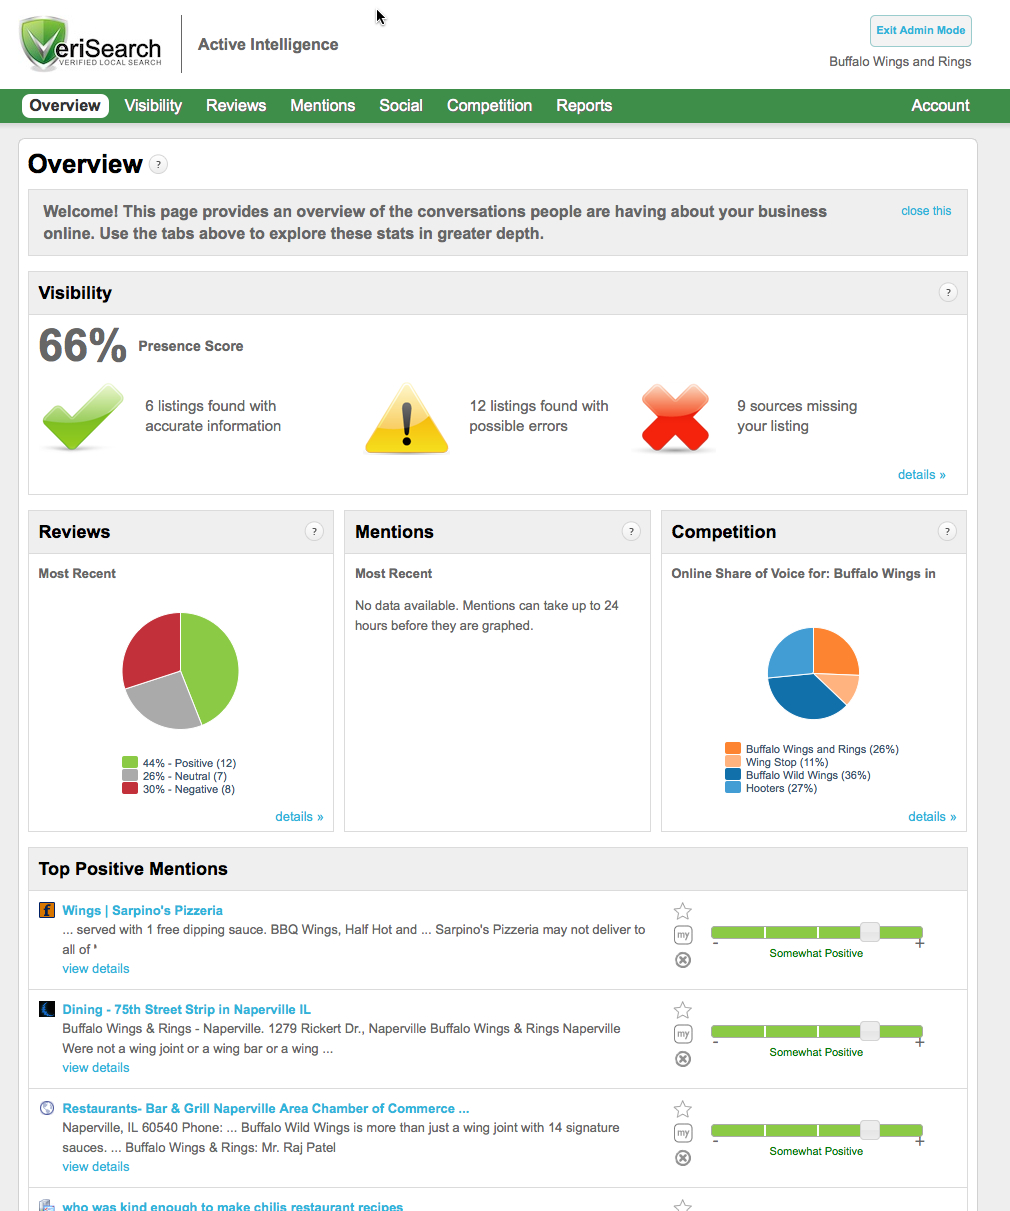 VeriSearch
VERIFIED LOCAL SEARCH
Active Intelligence
Exit Admin Mode
Buffalo Wings and Rings
Overview Visibility Reviews Mentions Social Competition Reports Account
Overview ?
Welcome! This page provides an overview of the conversations people are having about your business
online. Use the tabs above to explore these stats in greater depth.
close this
Visibility ?
66% Presence Score
6 listings found with
accurate information
12 listings found with
possible errors
9 sources missing
your listing
details »
Reviews ?
Most Recent
44% - Positive (12)
26% - Neutral (7)
30% - Negative (8)
details »
Mentions ?
Most Recent
No data available. Mentions can take up to 24
hours before they are graphed.
Competition ?
Online Share of Voice for: Buffalo Wings in
Buffalo Wings and Rings (26%)
Wing Stop (11%)
Buffalo Wild Wings (36%)
Hooters (27%)
details »
Top Positive Mentions
f Wings | Sarpino's Pizzeria
... served with 1 free dipping sauce. BBQ Wings, Half Hot and ... Sarpino's Pizzeria may not deliver to
all of *
view details
my
- +
Somewhat Positive
Dining - 75th Street Strip in Naperville IL
Buffalo Wings & Rings - Naperville. 1279 Rickert Dr., Naperville Buffalo Wings & Rings Naperville
Were not a wing joint or a wing bar or a wing ...
view details
my
- +
Somewhat Positive
Restaurants- Bar & Grill Naperville Area Chamber of Commerce ...
Naperville, IL 60540 Phone: ... Buffalo Wild Wings is more than just a wing joint with 14 signature
sauces. ... Buffalo Wings & Rings: Mr. Raj Patel
view details
my
- +
Somewhat Positive
who was kind enough to make chilis restaurant recipes